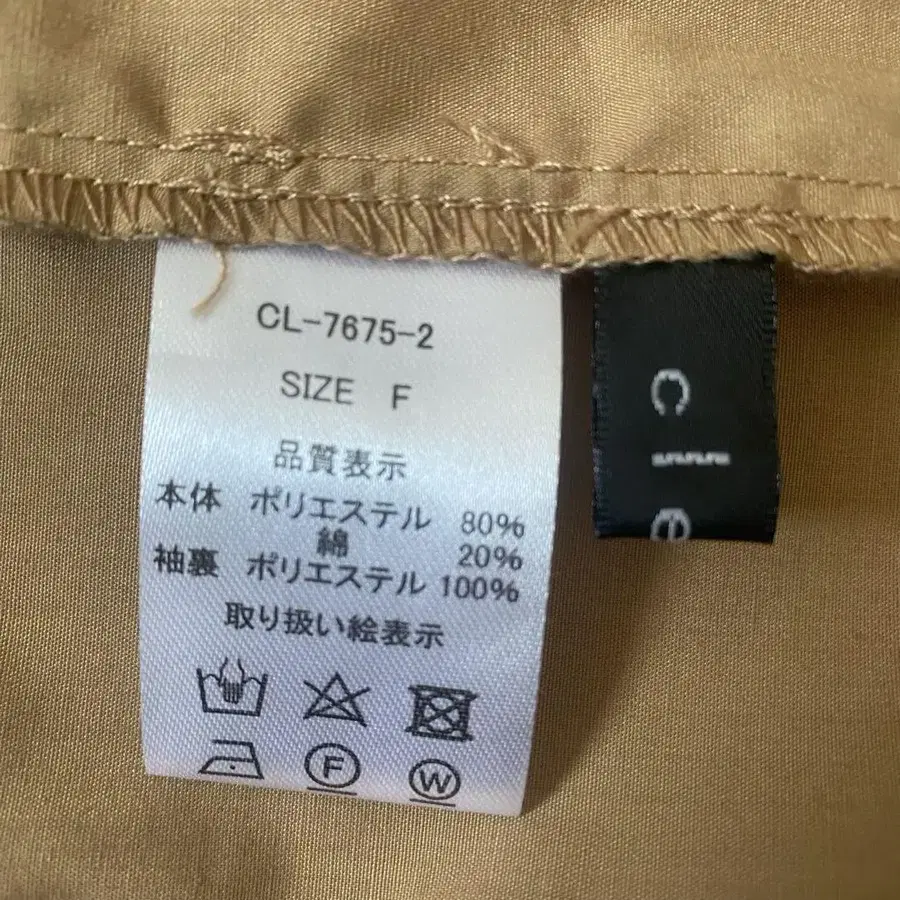 CL-7675-2
SIZE F
品質表示
本体 ポリエステル 80%
綿 20%
袖裏 ポリエステル 100%
取り扱い絵表示
F
W
cle